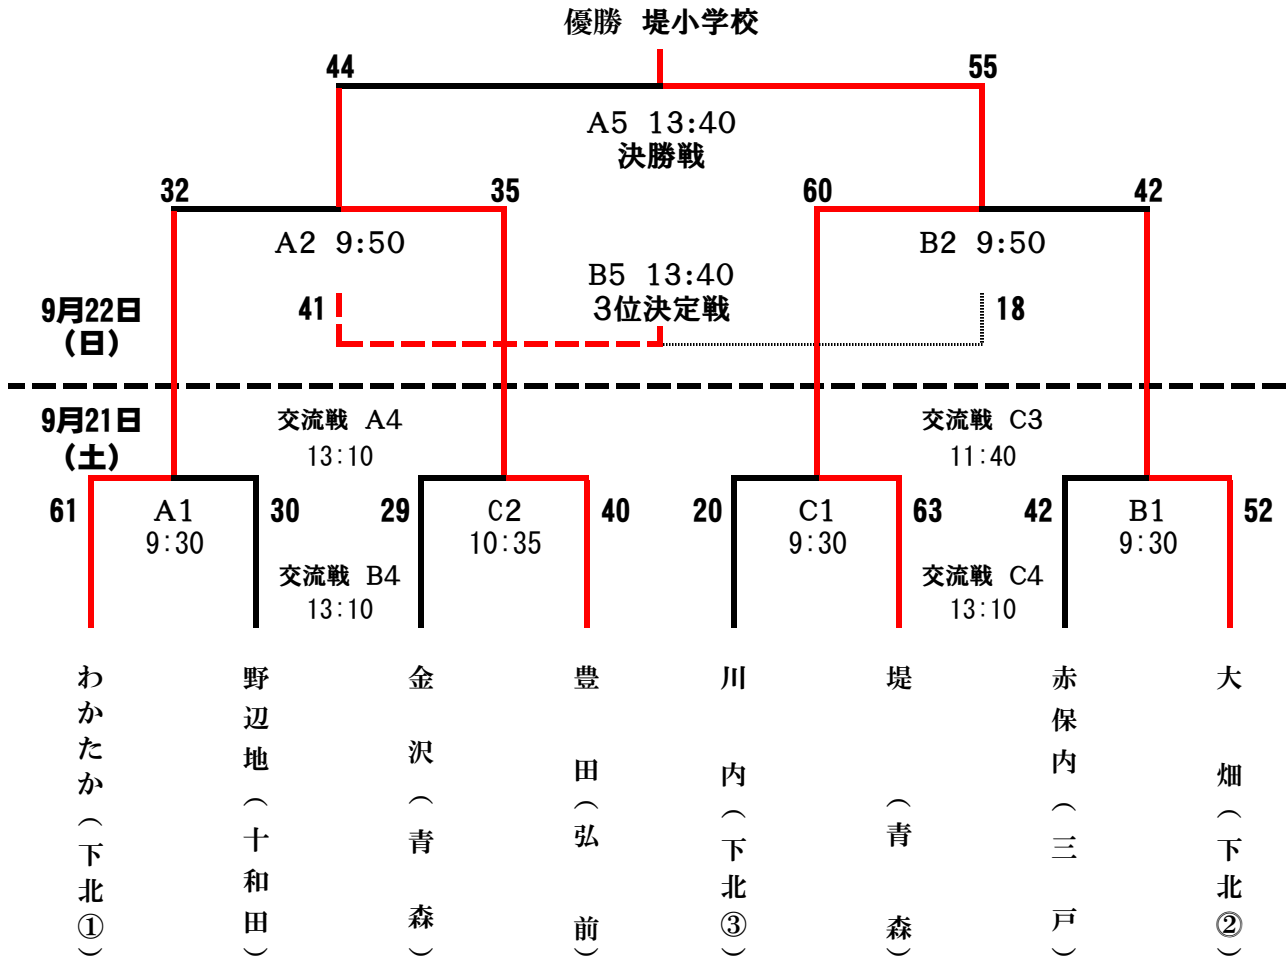 優勝 堤小学校
44
55
A5 13:40
決勝戦
32
35
60
42
A2 9:50
B2 9:50
B5 13:40
3位決定戦
41
18
9月22日
(日)
9月21日
(土)
交流戦 A4
13:10
交流戦 C3
11:40
61
A1
9:30
30
29
C2
10:35
40
20
C1
9:30
63
42
B1
9:30
52
交流戦 B4
13:10
交流戦 C4
13:10
わかたか(下北①)
野辺地(十和田)
金沢(青森)
豊田(弘前)
川内(下北③)
堤(青森)
赤保内(三戸)
大畑(下北②)